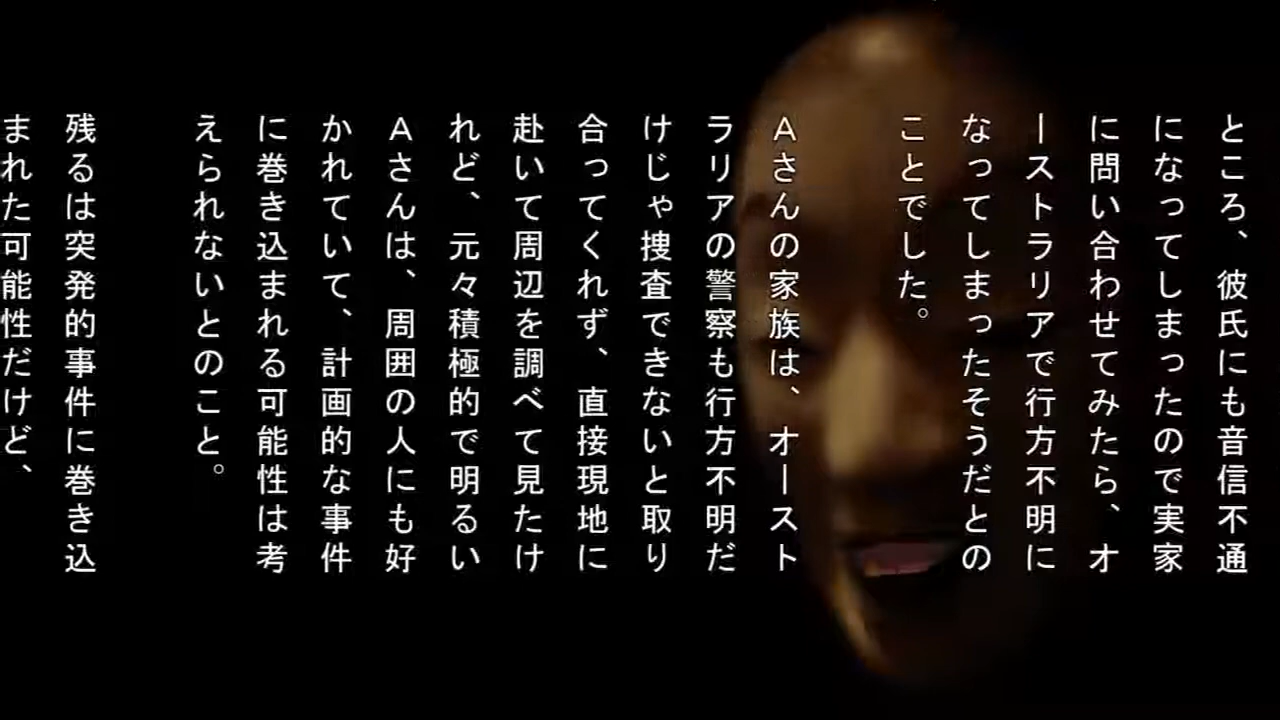 ところ、彼氏にも音信不通
になってしまったので実家
に問い合わせてみたら、オ
ーストラリアで行方不明に
なってしまったそうだとの
ことでした。
Aさんの家族は、オースト
ラリアの警察も行方不明だ
けじゃ捜査できないと取り
合ってくれず、直接現地に
赴いて周辺を調べて見たけ
れど、元々積極的で明るい
Aさんは、周囲の人にも好
かれていて、計画的な事件
に巻き込まれる可能性は考
えられないとのこと。
残るは突発的事件に巻き込
まれた可能性だけど、